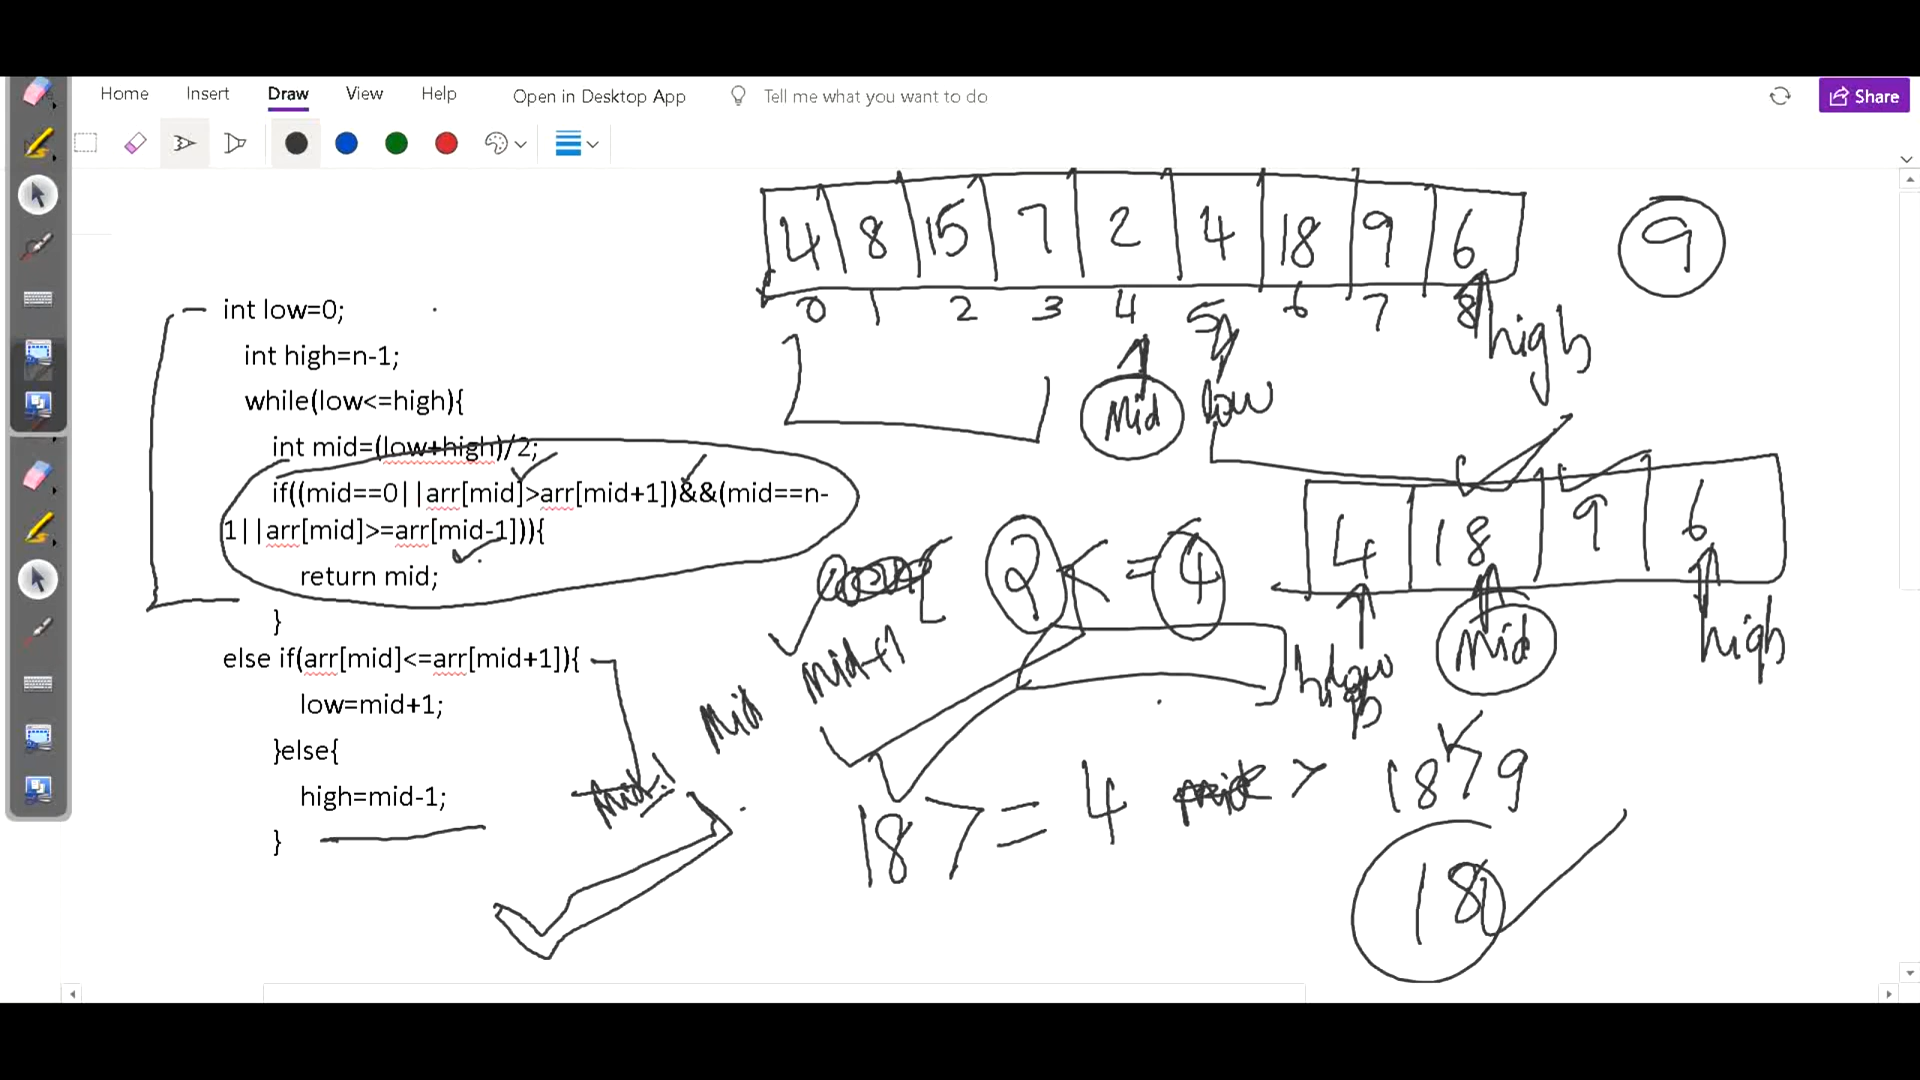 Home Insert Draw View Help Open in Desktop App Tell me what you want to do Share
4 8 15 7 2 4 18 9 6
9
0 1 2 3 4 5 6 7 8
high
Mid low
int low=0;
int high=n-1;
while(low<=high){
int mid=(low+high)/2;
if((mid==0||arr[mid]>arr[mid+1])&&(mid==n-
1||arr[mid]>=arr[mid-1])){
return mid;
}
else if(arr[mid]<=arr[mid+1]){
low=mid+1;
}else{
high=mid-1;
}
4 18 9 6
2 < = 4
low Mid high
mid+1
Mid
18 > = 4 > 18 > 9
18